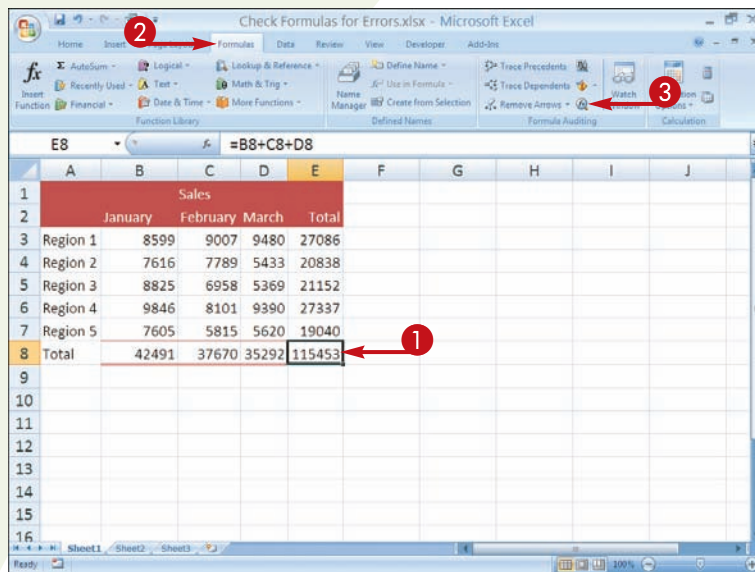 Check Formulas for Errors.xlsx - Microsoft Excel
2
Home Insert Formulas Data Review View Developer Add-Ins
fx
Insert Function
Σ AutoSum
Recently Used
Financial
Logical
Text
Date & Time
Lookup & Reference
Math & Trig
More Functions
Function Library
Name Manager
Define Name
Use in Formula
Create from Selection
Defined Names
Trace Precedents
Trace Dependents
Remove Arrows
Formula Auditing
Watch
3
Calculation
E8 fx =B8+C8+D8
A B C D E F G H I J
1 Sales
2 January February March Total
3 Region 1 8599 9007 9480 27086
4 Region 2 7616 7789 5433 20838
5 Region 3 8825 6958 5369 21152
6 Region 4 9846 8101 9390 27337
7 Region 5 7605 5815 5620 19040
8 Total 42491 37670 35292 115453
1
9
10
11
12
13
14
15
16
Sheet1 Sheet2 Sheet3
Ready 100%